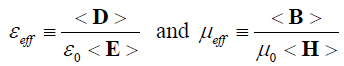 ε_eff ≡ <D> / ε_0 <E> and μ_eff ≡ <B> / μ_0 <H>